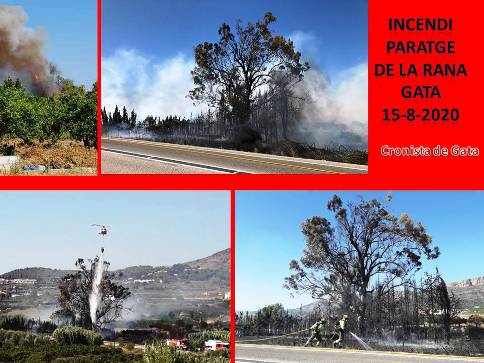 INCENDI
PARATGE
DE LA RANA
GATA
15-8-2020
Cronista de Gata